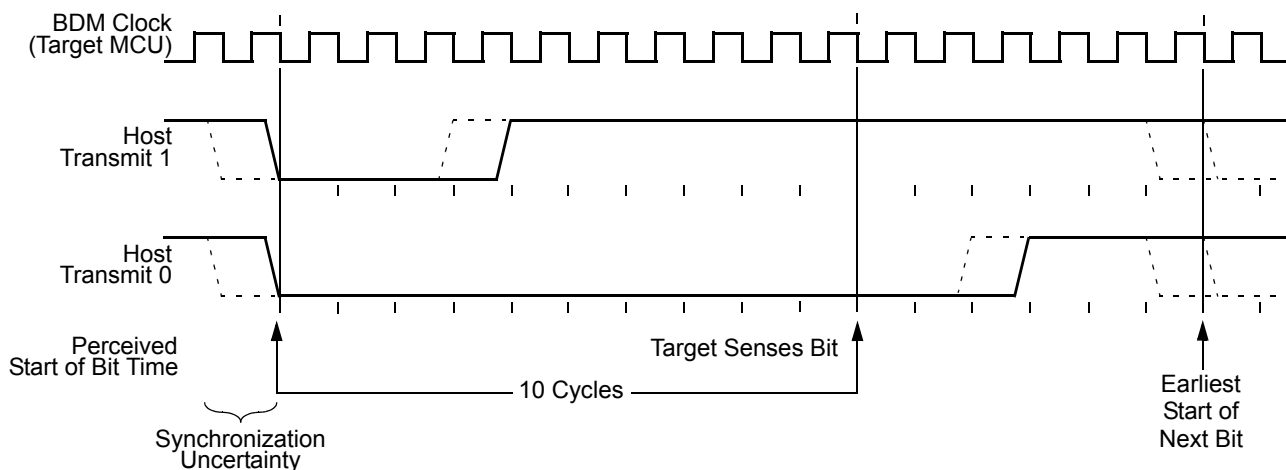 BDM Clock
(Target MCU)
Host
Transmit 1
Host
Transmit 0
Perceived
Start of Bit Time
Target Senses Bit
10 Cycles
Earliest
Start of
Next Bit
Synchronization
Uncertainty